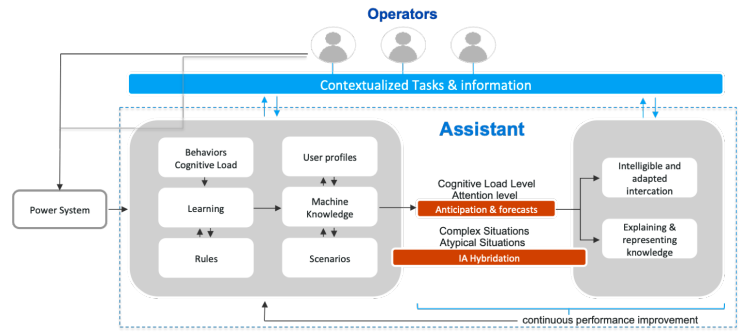 Operators
Contextualized Tasks & information
Assistant
Behaviors
Cognitive Load
User profiles
Learning
Machine
Knowledge
Rules
Scenarios
Power System
Cognitive Load Level
Attention level
Anticipation & forecasts
Complex Situations
Atypical Situations
IA Hybridation
Intelligible and
adapted
intercation
Explaining &
representing
knowledge
continuous performance improvement